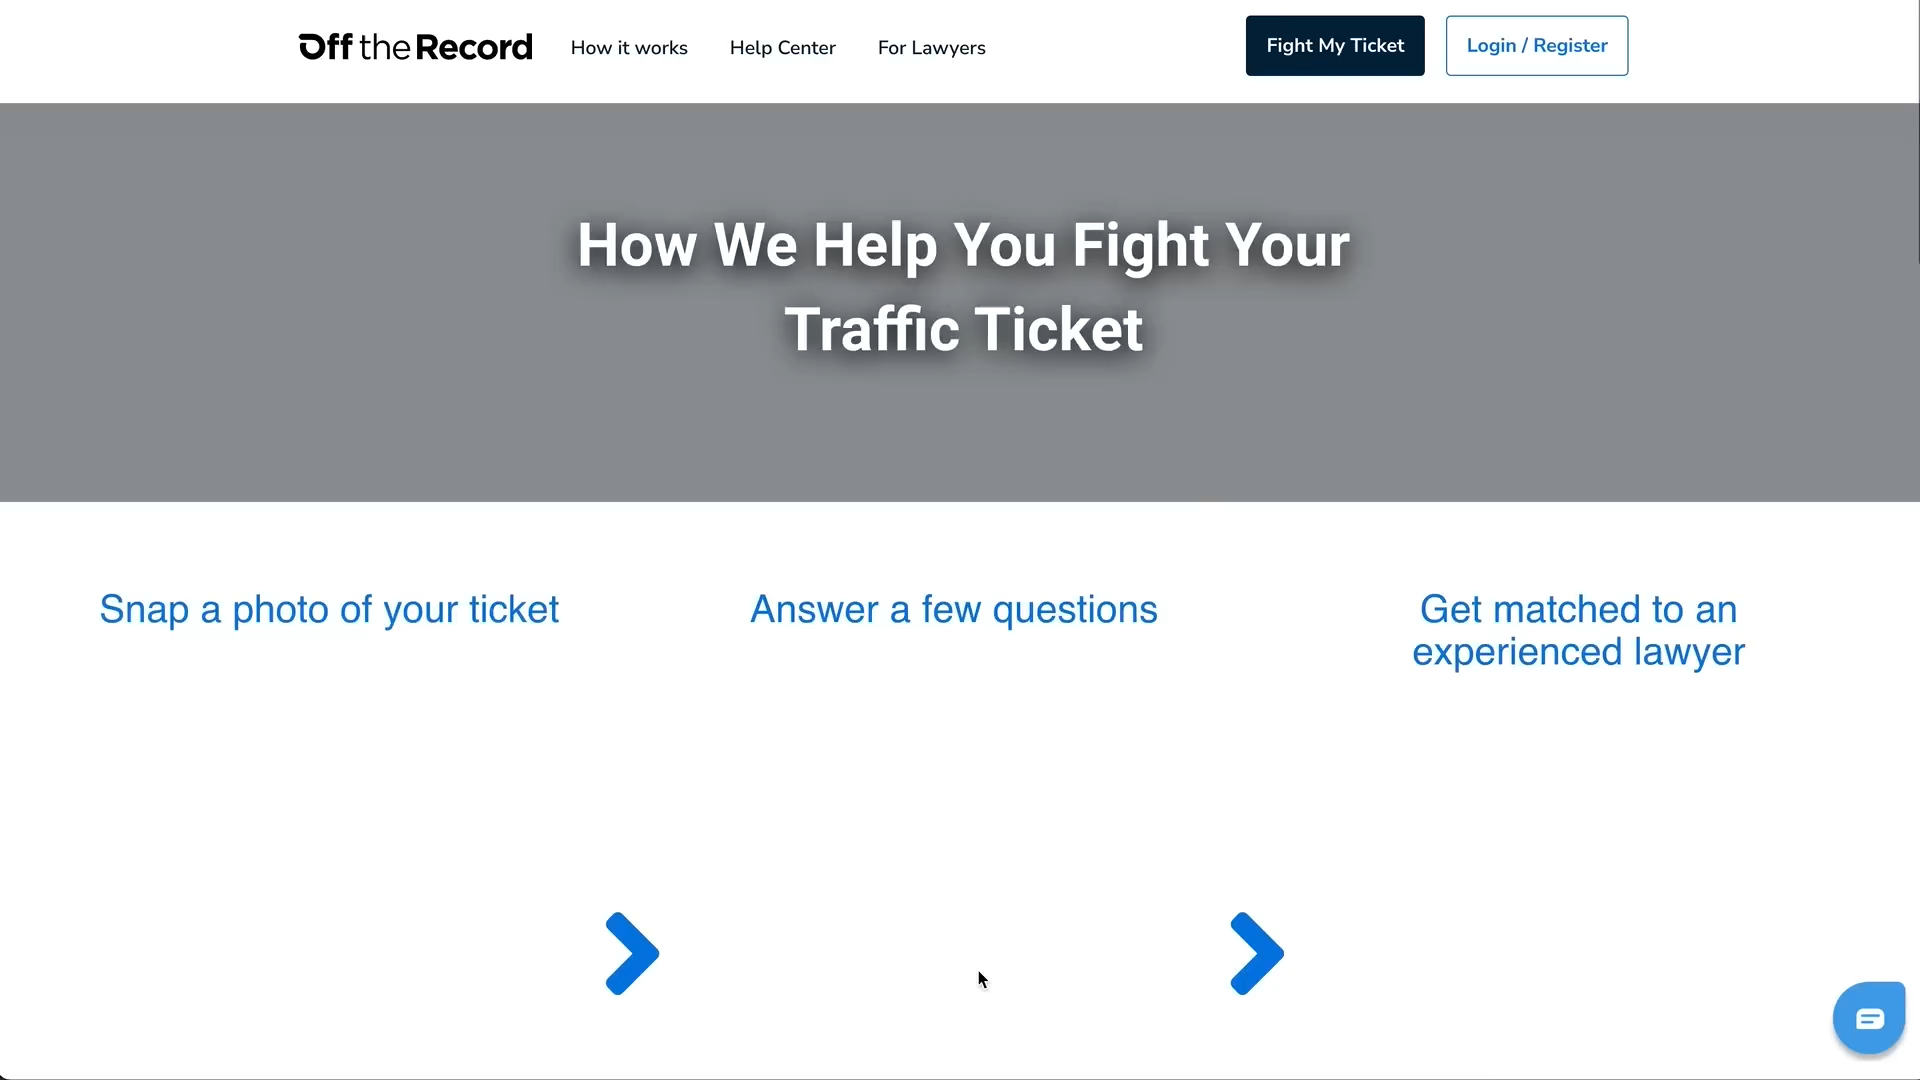 Off the Record
How it works
Help Center
For Lawyers
Fight My Ticket
Login / Register
How We Help You Fight Your
Traffic Ticket
Snap a photo of your ticket
Answer a few questions
Get matched to an
experienced lawyer